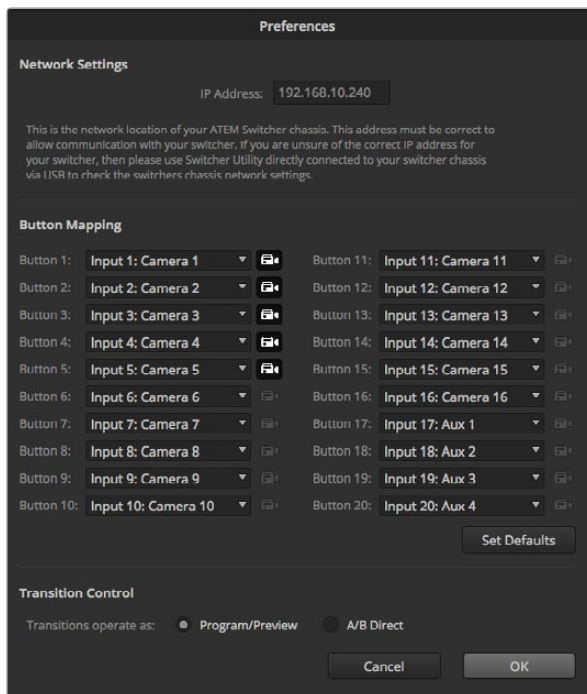 Preferences
Network Settings
IP Address: 192.168.10.240
This is the network location of your ATEM Switcher chassis. This address must be correct to
allow communication with your switcher. If you are unsure of the correct IP address for
your switcher, then please use Switcher Utility directly connected to your switcher chassis
via USB to check the switchers chassis network settings.
Button Mapping
Button 1: Input 1: Camera 1 Button 11: Input 11: Camera 11
Button 2: Input 2: Camera 2 Button 12: Input 12: Camera 12
Button 3: Input 3: Camera 3 Button 13: Input 13: Camera 13
Button 4: Input 4: Camera 4 Button 14: Input 14: Camera 14
Button 5: Input 5: Camera 5 Button 15: Input 15: Camera 15
Button 6: Input 6: Camera 6 Button 16: Input 16: Camera 16
Button 7: Input 7: Camera 7 Button 17: Input 17: Aux 1
Button 8: Input 8: Camera 8 Button 18: Input 18: Aux 2
Button 9: Input 9: Camera 9 Button 19: Input 19: Aux 3
Button 10: Input 10: Camera 10 Button 20: Input 20: Aux 4
Set Defaults
Transition Control
Transitions operate as: Program/Preview A/B Direct
Cancel OK